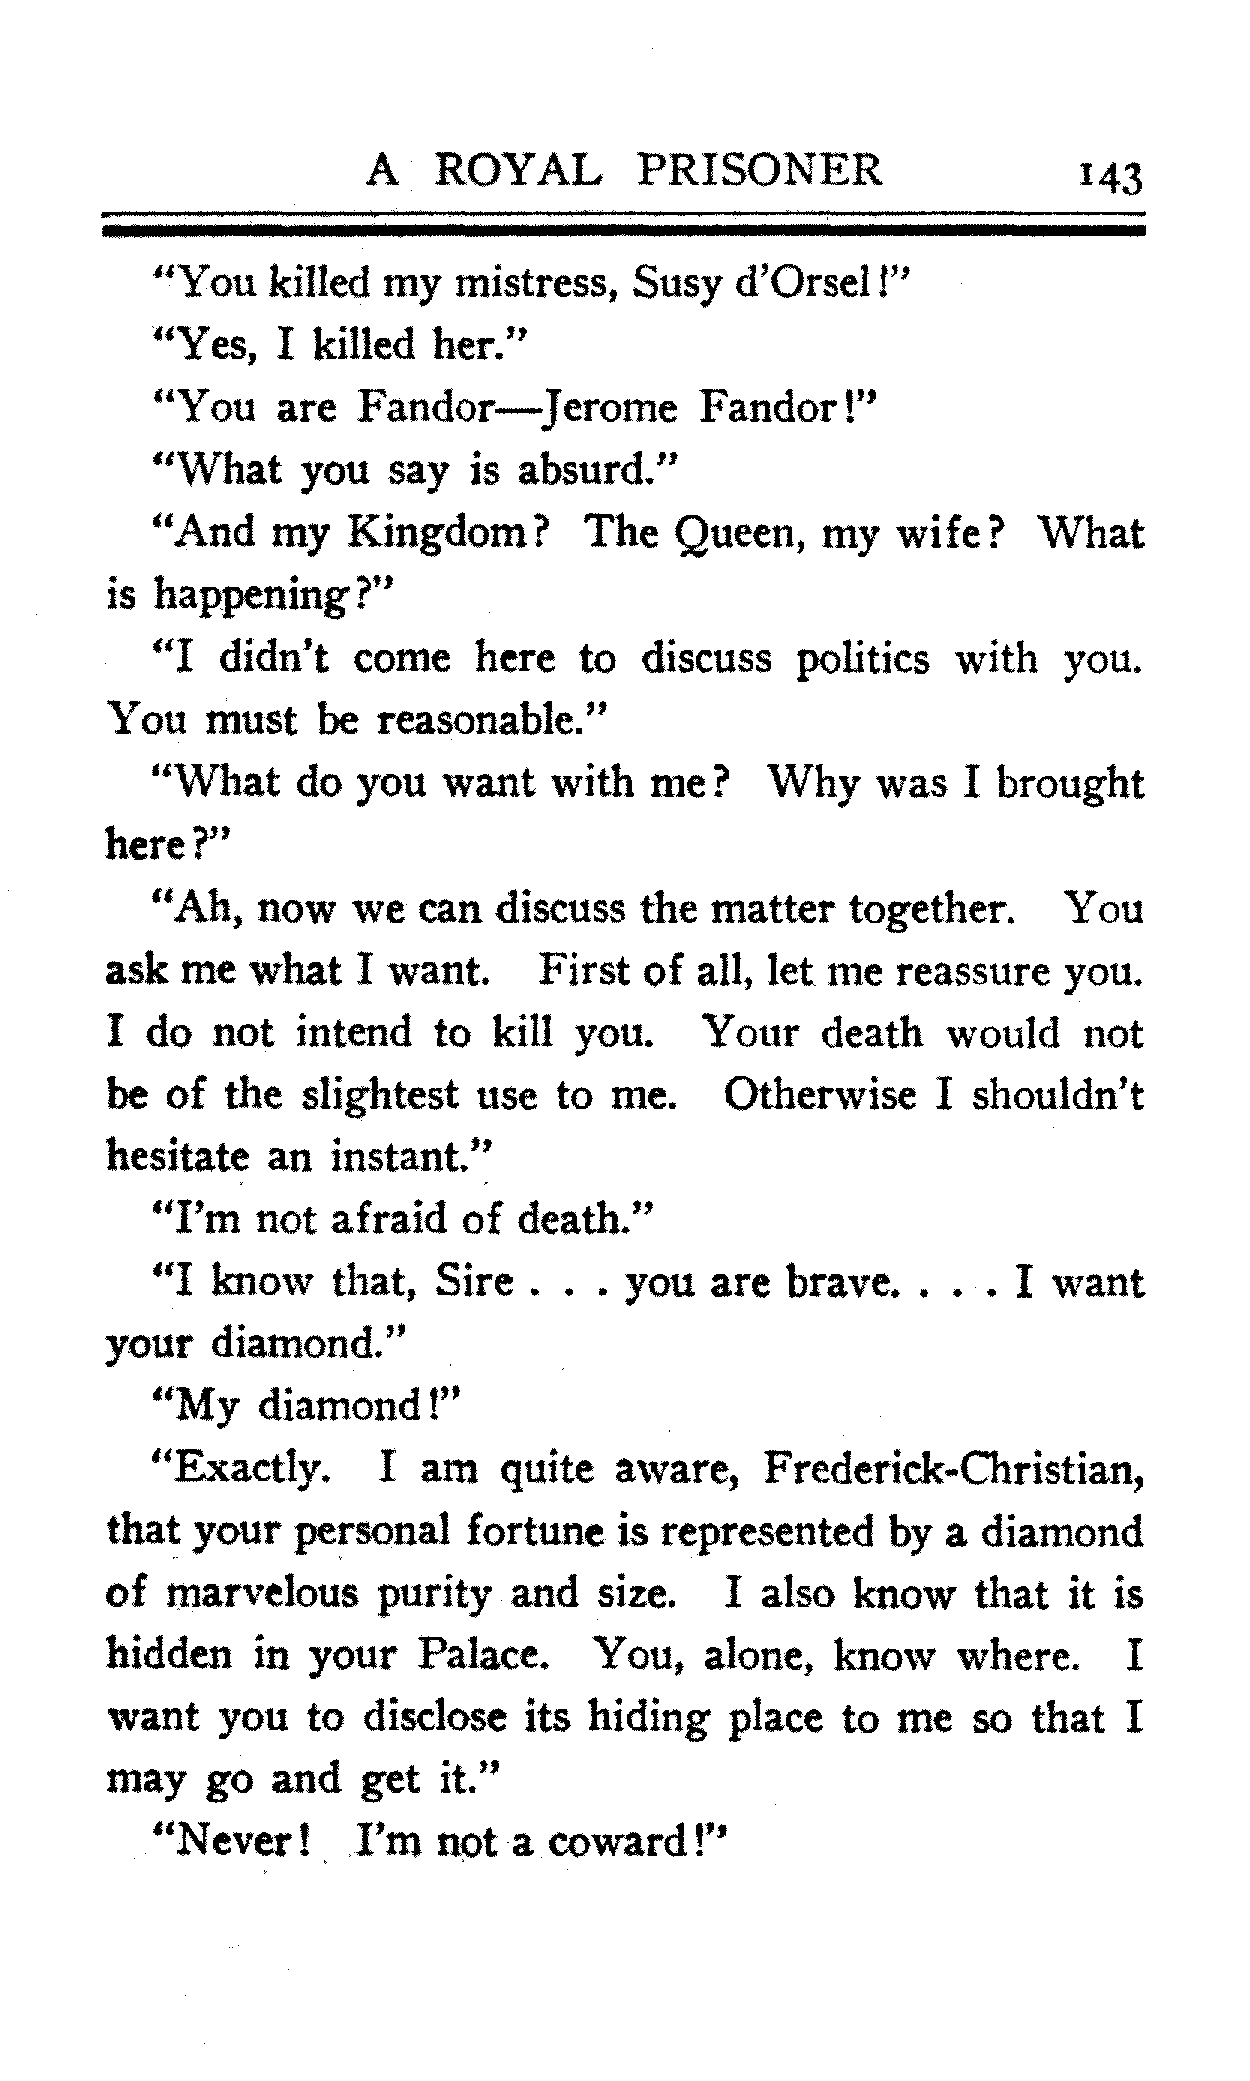 A ROYAL PRISONER 143
"You killed my mistress, Susy d'Orsel!"
"Yes, I killed her."
"You are Fandor—Jerome Fandor!"
"What you say is absurd."
"And my Kingdom? The Queen, my wife? What
is happening?"
"I didn't come here to discuss politics with you.
You must be reasonable."
"What do you want with me? Why was I brought
here?"
"Ah, now we can discuss the matter together. You
ask me what I want. First of all, let me reassure you.
I do not intend to kill you. Your death would not
be of the slightest use to me. Otherwise I shouldn't
hesitate an instant."
"I'm not afraid of death."
"I know that, Sire . . . you are brave. . . . I want
your diamond."
"My diamond!"
"Exactly. I am quite aware, Frederick-Christian,
that your personal fortune is represented by a diamond
of marvelous purity and size. I also know that it is
hidden in your Palace. You, alone, know where. I
want you to disclose its hiding place to me so that I
may go and get it."
"Never! I'm not a coward!"